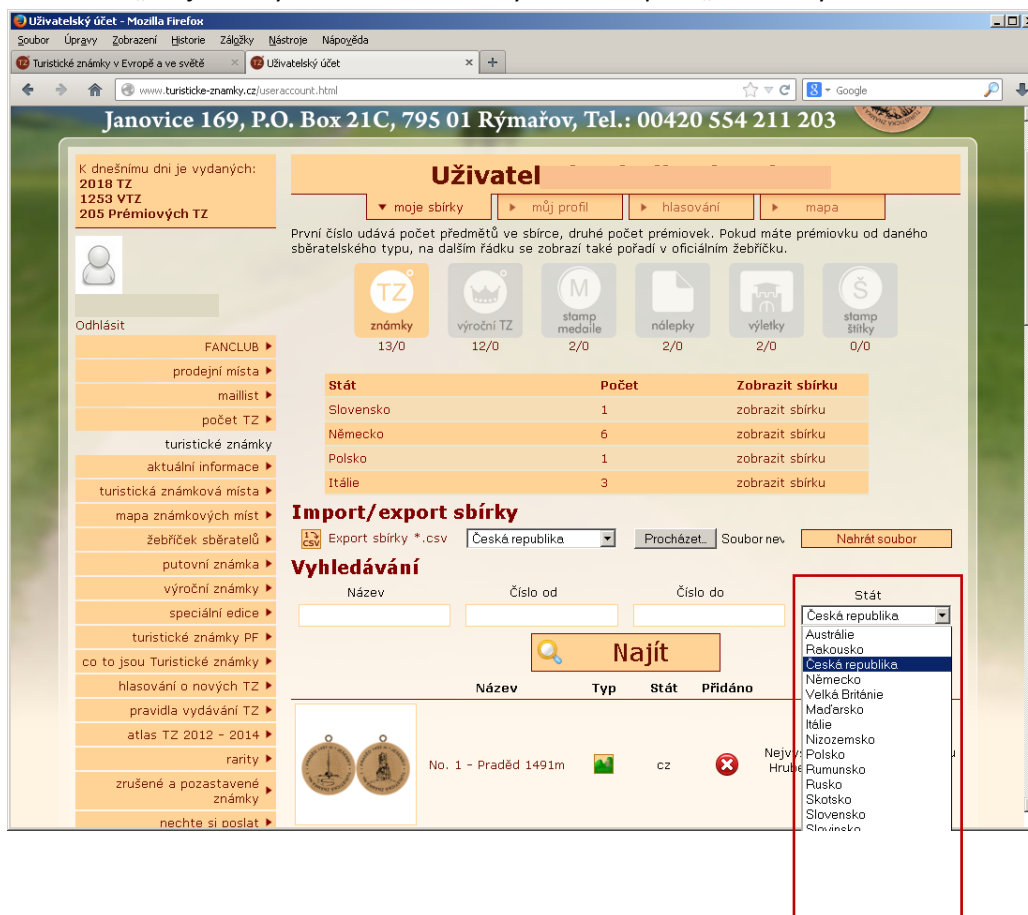 Uživatelský účet - Mozilla Firefox
Soubor Úpravy Zobrazení Historie Záložky Nástroje Nápověda
Turistické známky v Evropě a ve světě × Uživatelský účet × +
www.turisticke-znamky.cz/useraccount.html Google
Janovice 169, P.O. Box 21C, 795 01 Rýmařov, Tel.: 00420 554 211 203
K dnešnímu dni je vydaných:
2018 TZ
1253 VTZ
205 Prémiových TZ
Odhlásit
FANCLUB
prodejní místa
maillist
počet TZ
turistické známky
aktuální informace
turistická známková místa
mapa známkových míst
žebříček sběratelů
putovní známka
výroční známky
speciální edice
turistické známky PF
co to jsou Turistické známky
hlasování o nových TZ
pravidla vydávání TZ
atlas TZ 2012 - 2014
rarity
zrušené a pozastavené
známky
nechte si poslat
Uživatel
moje sbírky můj profil hlasování mapa
První číslo udává počet předmětů ve sbírce, druhé počet prémiovek. Pokud máte prémiovku od daného
sběratelského typu, na dalším řádku se zobrazí také pořadí v oficiálním žebříčku.
TZ M Š
známky výroční TZ stamp medaile nálepky výletky stamp štítky
13/0 12/0 2/0 2/0 2/0 0/0
Stát Počet Zobrazit sbírku
Slovensko 1 zobrazit sbírku
Německo 6 zobrazit sbírku
Polsko 1 zobrazit sbírku
Itálie 3 zobrazit sbírku
Import/export sbírky
CSV Export sbírky *.csv Česká republika Procházet... Soubor nev Nahrát soubor
Vyhledávání
Název Číslo od Číslo do Stát
Česká republika
Najít
Název Typ Stát Přidáno
No. 1 - Praděd 1491m cz
Hrube
Austrálie
Rakousko
Česká republika
Německo
Velká Británie
Maďarsko
Itálie
Nizozemsko
Polsko
Rumunsko
Rusko
Skotsko
Slovensko
Slovinsko